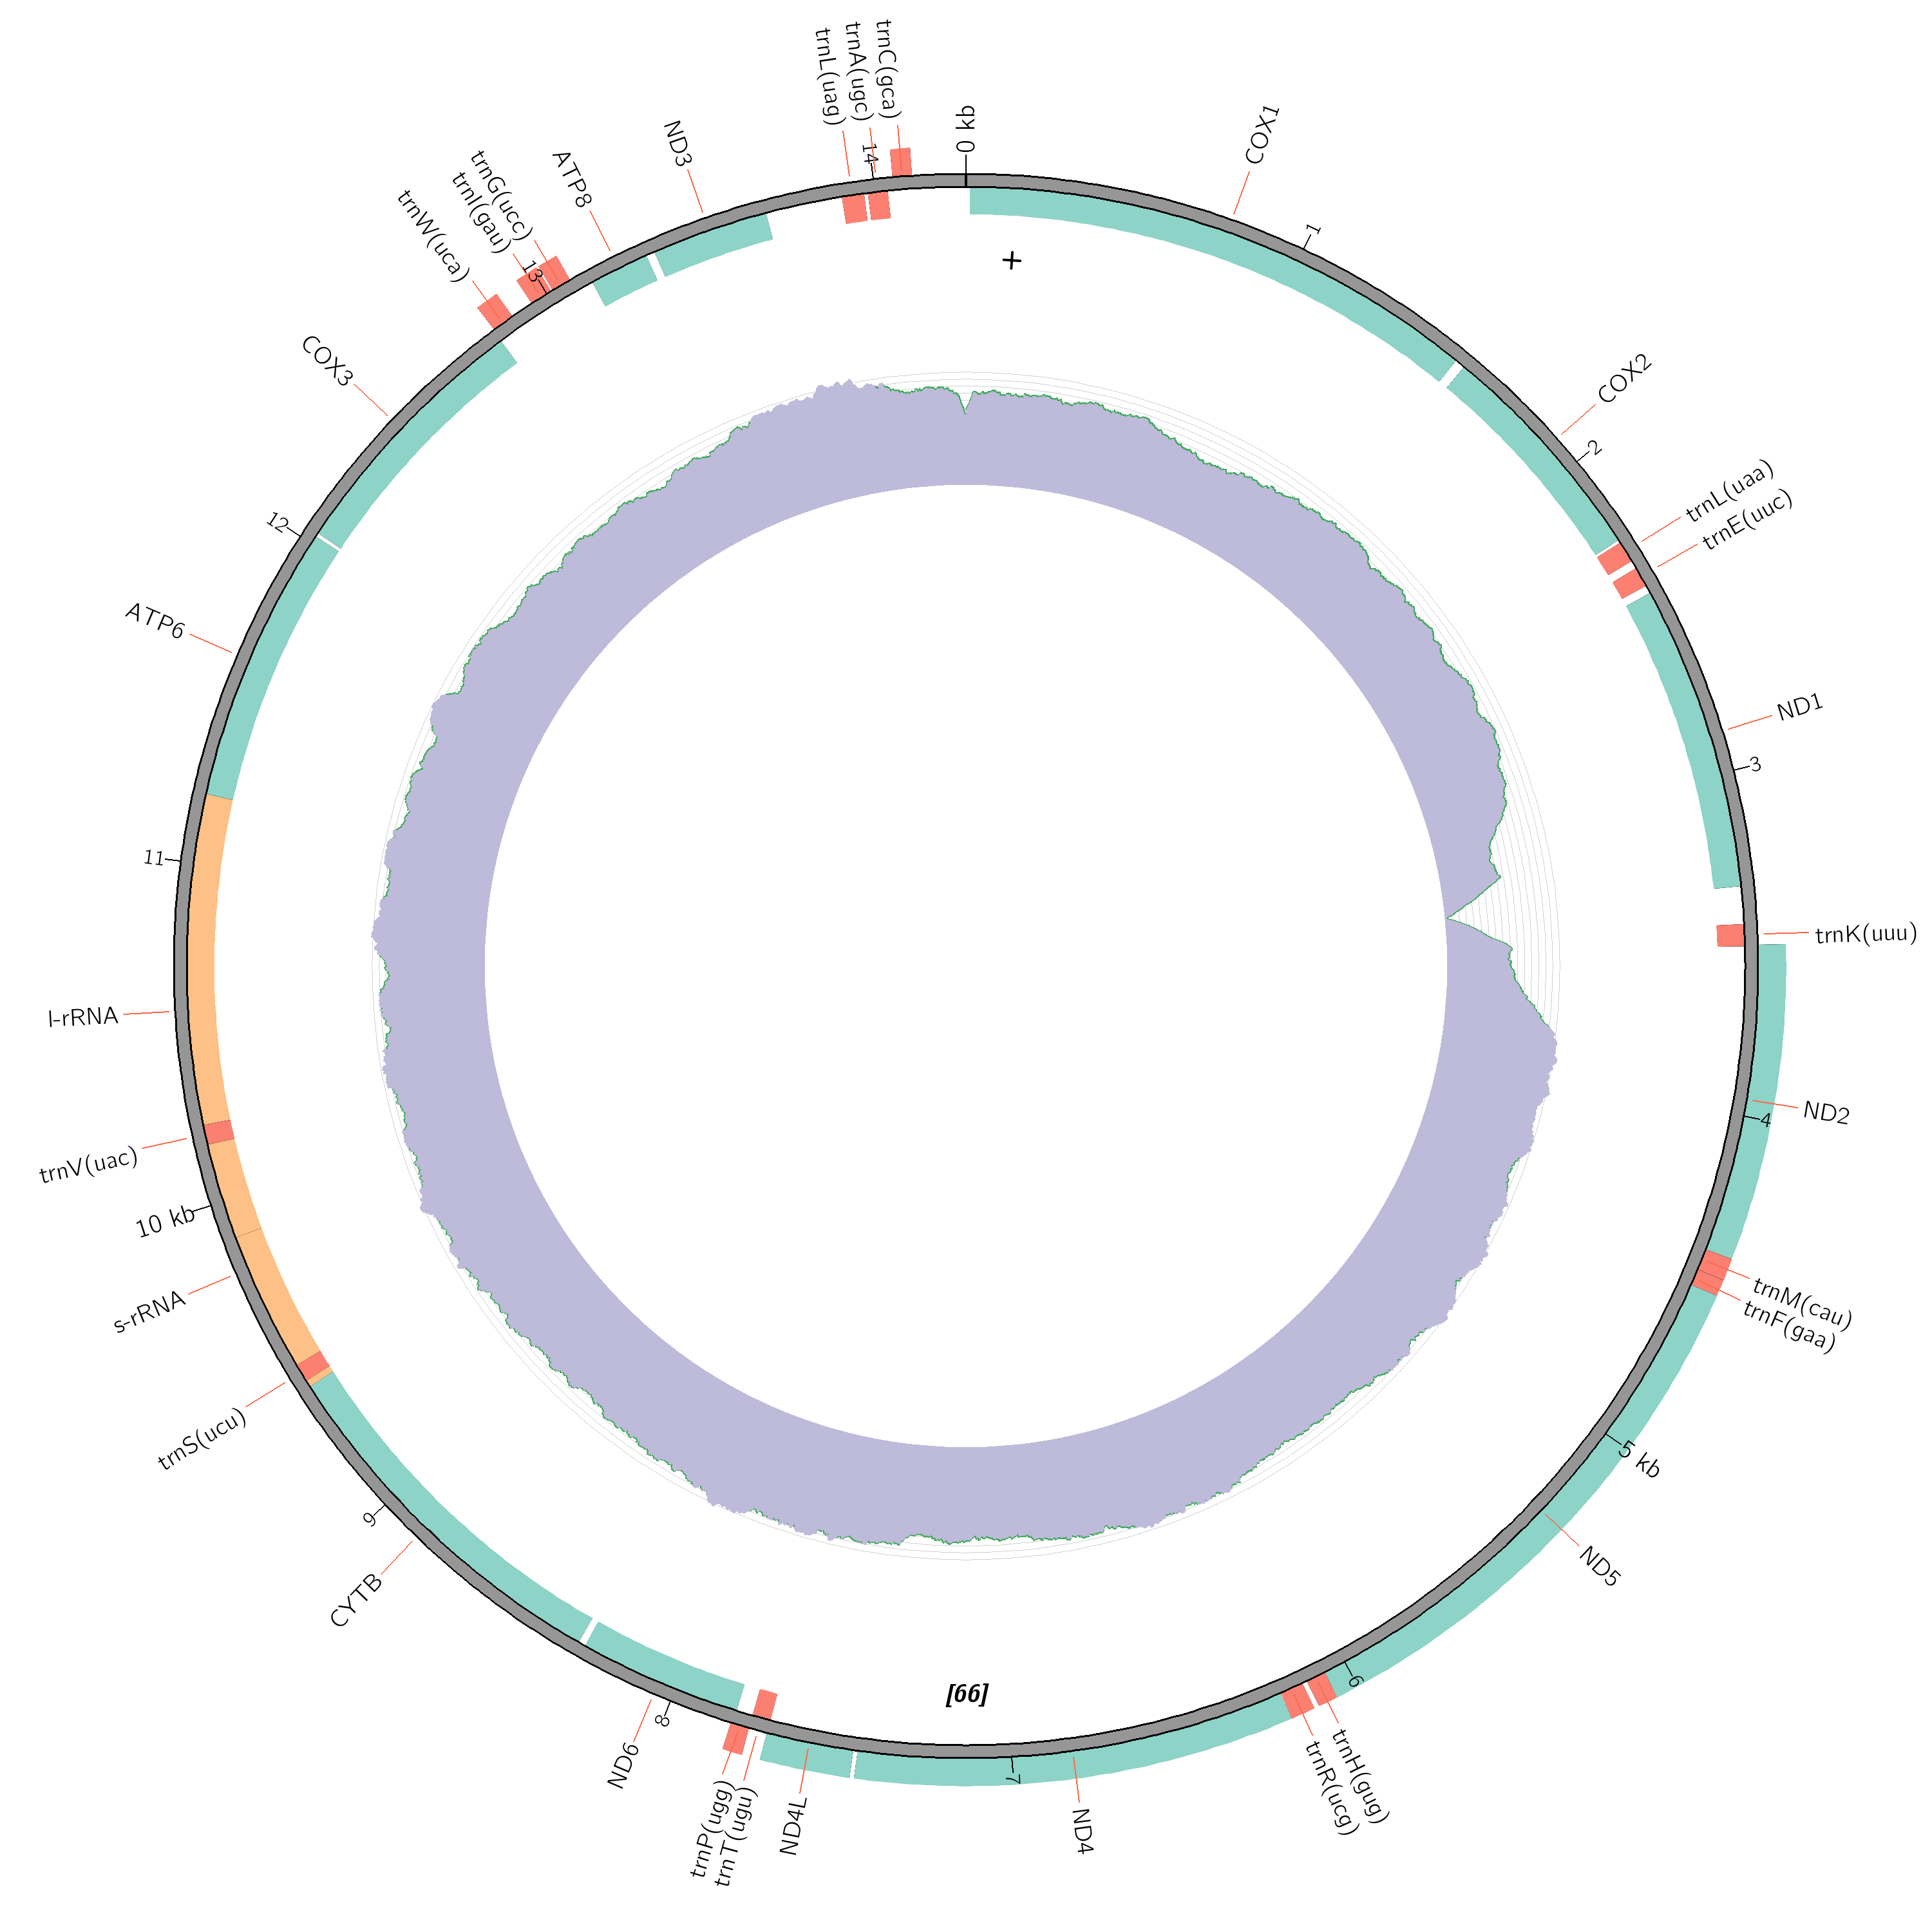 0 kb
COX1
1
COX2
2
trnL(uaa)
trnE(uuc)
ND1
3
trnK(uuu)
ND2
4
trnM(cau)
trnF(gaa)
5 kb
ND5
6
trnH(gug)
trnR(ucg)
ND4
7
ND4L
trnT(ugu)
trnP(ugg)
8
ND6
CYTB
9
trnS(ucu)
s-rRNA
10 kb
trnV(uac)
l-rRNA
11
ATP6
12
COX3
trnW(uca)
13
trnI(gau)
trnG(ucc)
ATP8
ND3
trnL(uag)
trnA(ugc)
14
trnC(gca)
+
[66]